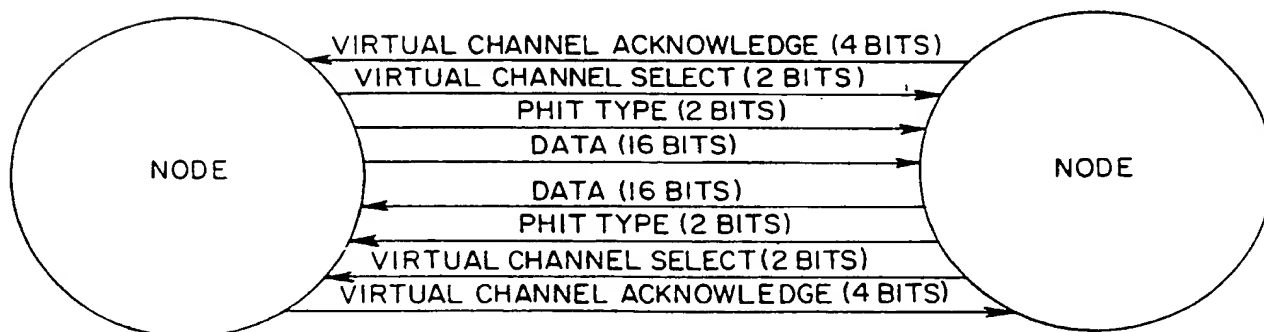 VIRTUAL CHANNEL ACKNOWLEDGE (4 BITS)
VIRTUAL CHANNEL SELECT (2 BITS)
PHIT TYPE (2 BITS)
DATA (16 BITS)
NODE
NODE
DATA (16 BITS)
PHIT TYPE (2 BITS)
VIRTUAL CHANNEL SELECT (2 BITS)
VIRTUAL CHANNEL ACKNOWLEDGE (4 BITS)